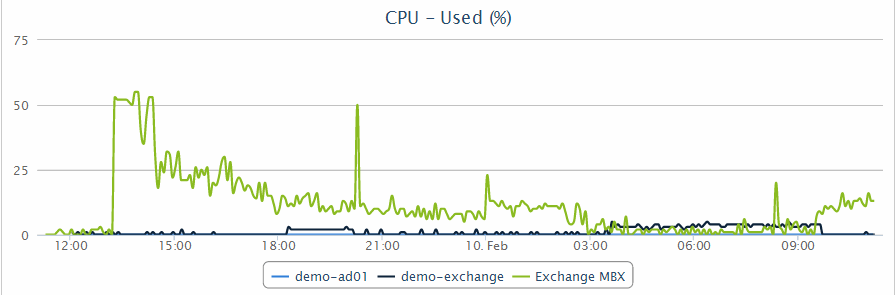 CPU - Used (%)
75
50
25
0
12:00 15:00 18:00 21:00 10. Feb 03:00 06:00 09:00
demo-ad01 demo-exchange Exchange MBX